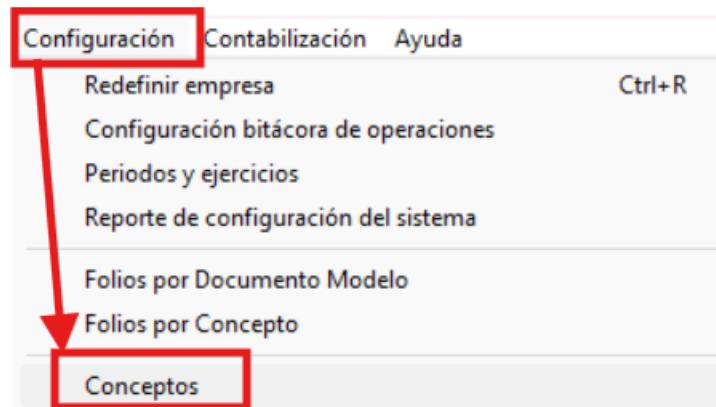 Configuración Contabilización Ayuda
Redefinir empresa Ctrl+R
Configuración bitácora de operaciones
Periodos y ejercicios
Reporte de configuración del sistema
Folios por Documento Modelo
Folios por Concepto
Conceptos